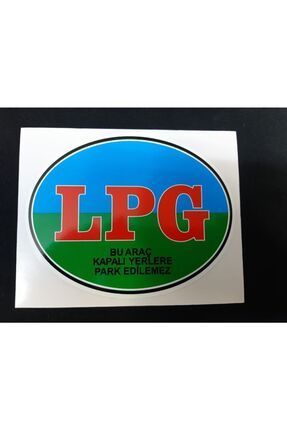 LPG
BU ARAÇ
KAPALI YERLERE
PARK EDİLEMEZ